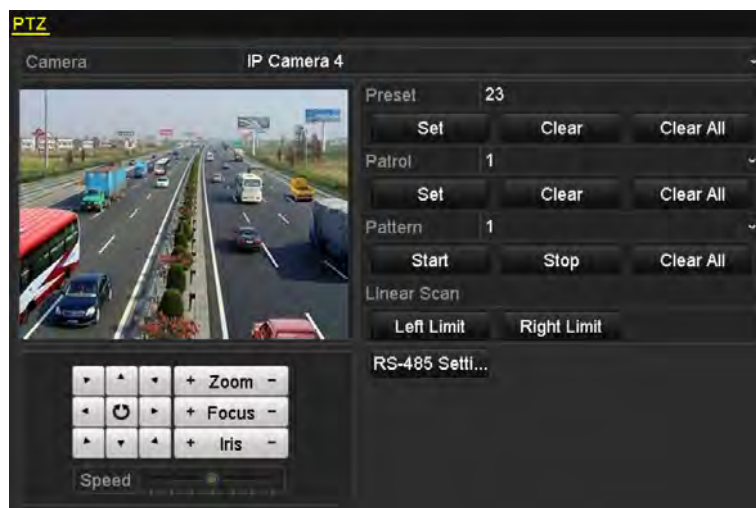 PTZ
Camera IP Camera 4
Preset 23
Set Clear Clear All
Patrol 1
Set Clear Clear All
Pattern 1
Start Stop Clear All
Linear Scan
Left Limit Right Limit
RS-485 Setti...
+ Zoom -
+ Focus -
+ Iris -
Speed